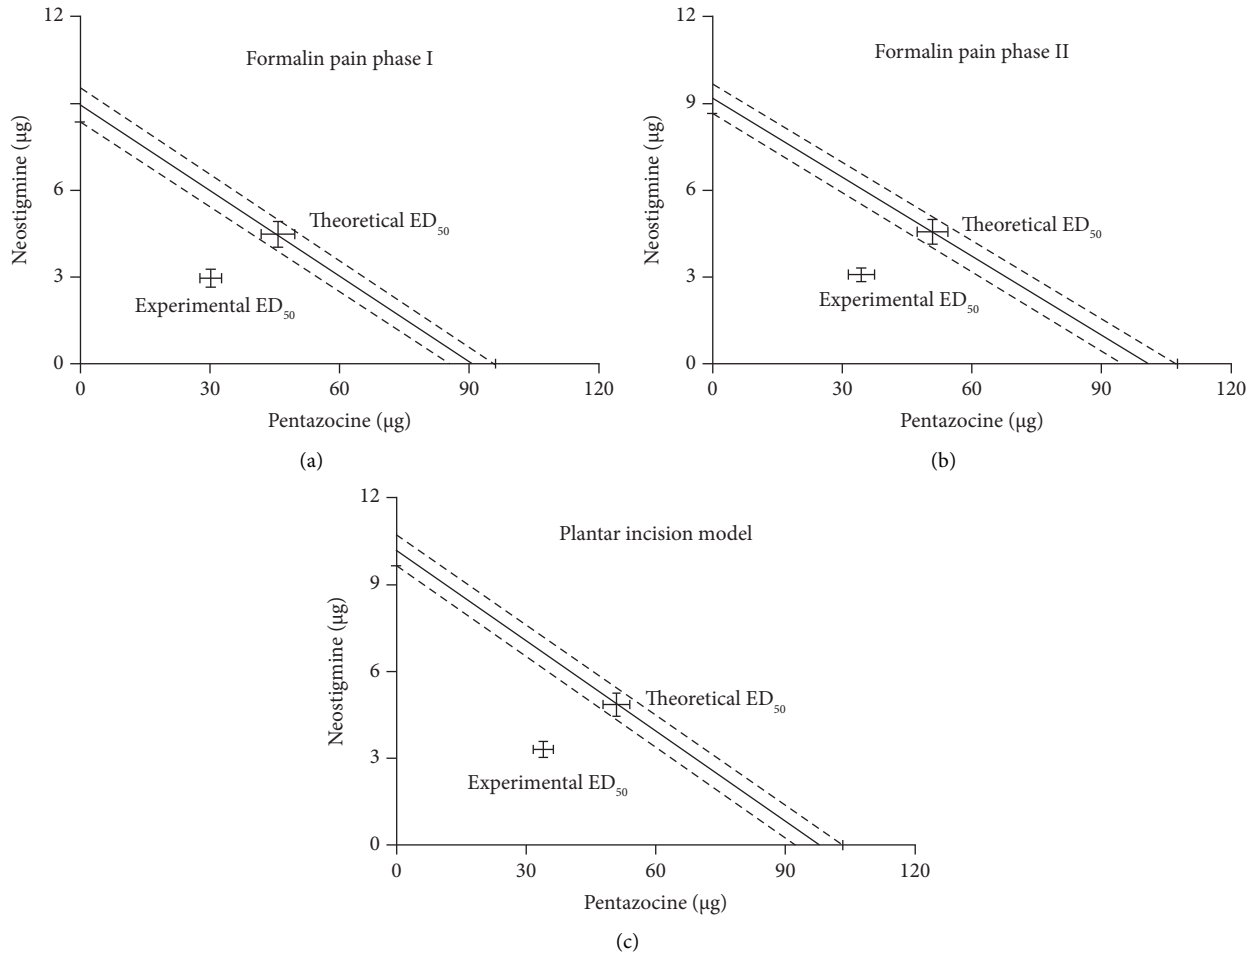 12
9
6
3
0
Neostigmine (μg)
Formalin pain phase I
Theoretical ED50
Experimental ED50
0 30 60 90 120
Pentazocine (μg)
(a)
12
9
6
3
0
Neostigmine (μg)
Formalin pain phase II
Theoretical ED50
Experimental ED50
0 30 60 90 120
Pentazocine (μg)
(b)
12
9
6
3
0
Neostigmine (μg)
Plantar incision model
Theoretical ED50
Experimental ED50
0 30 60 90 120
Pentazocine (μg)
(c)